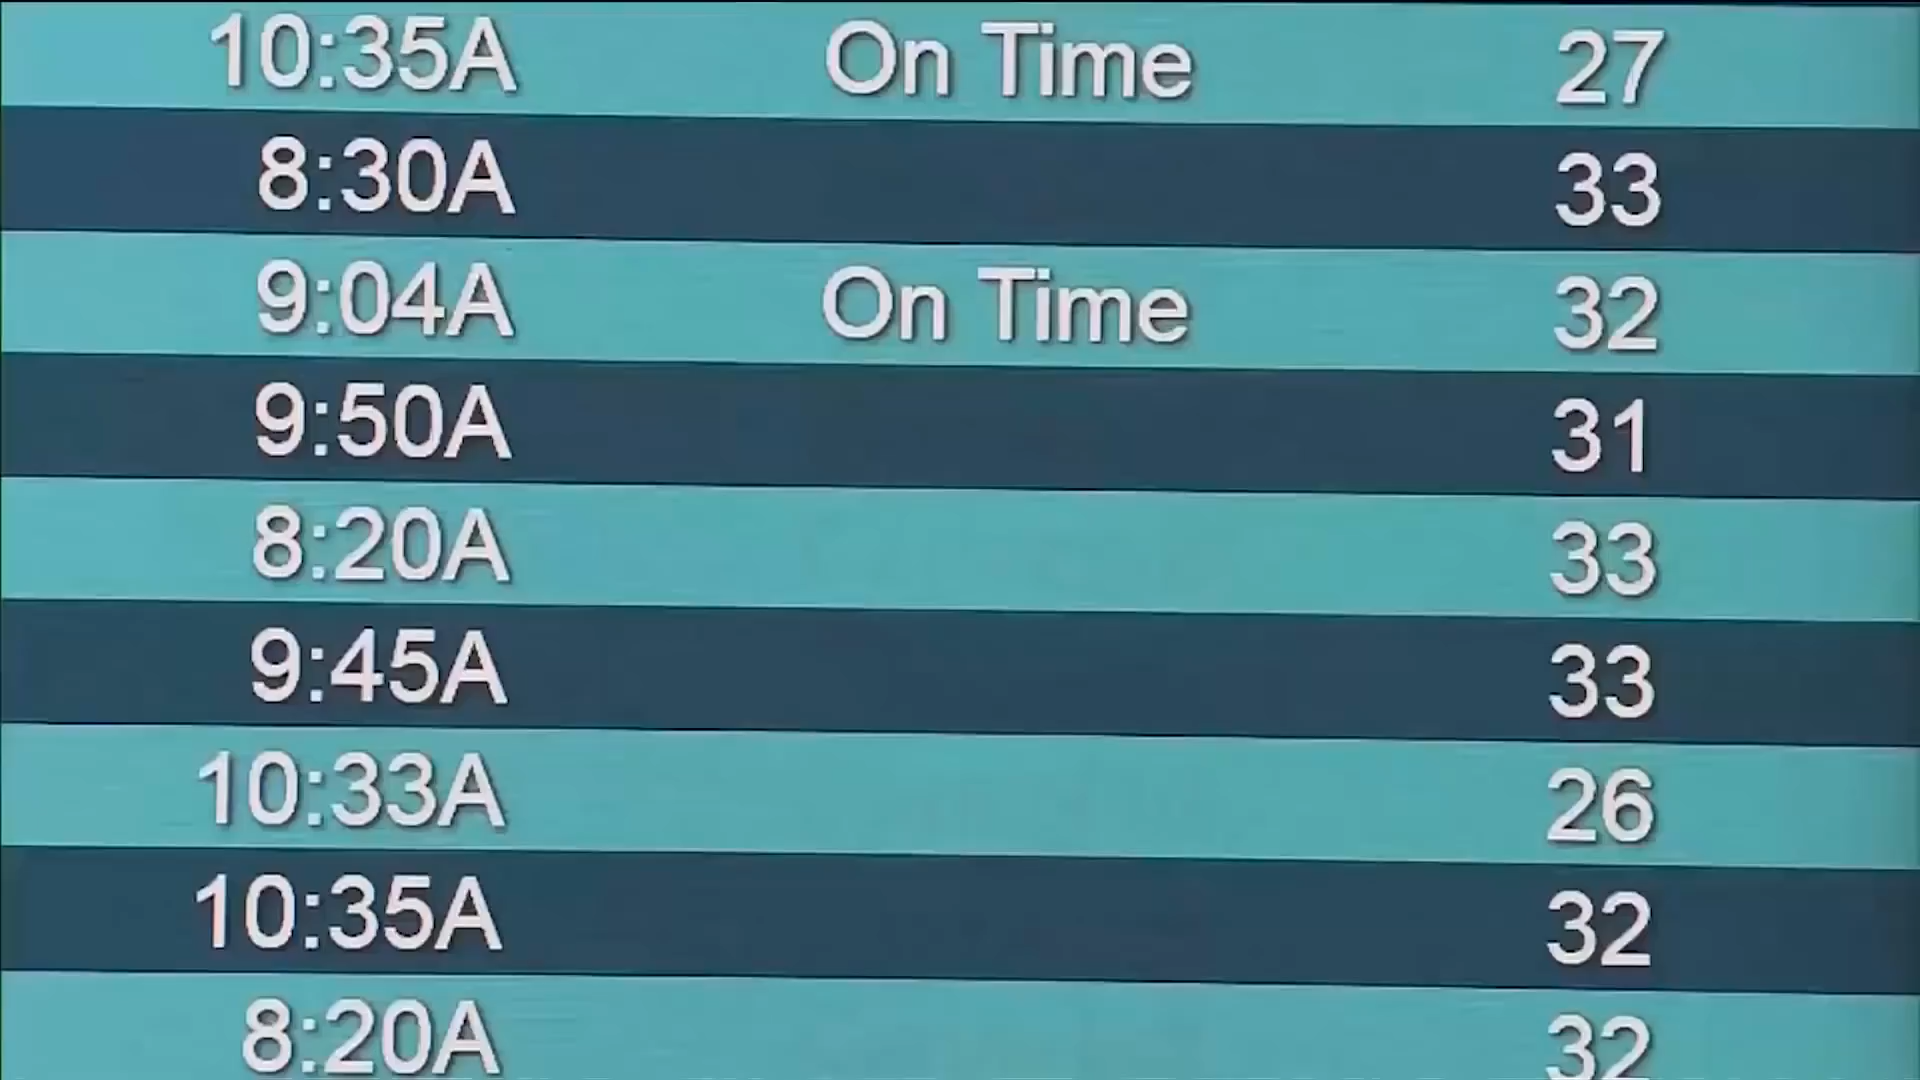 10:35A On Time 27
8:30A 33
9:04A On Time 32
9:50A 31
8:20A 33
9:45A 33
10:33A 26
10:35A 32
8:20A 32